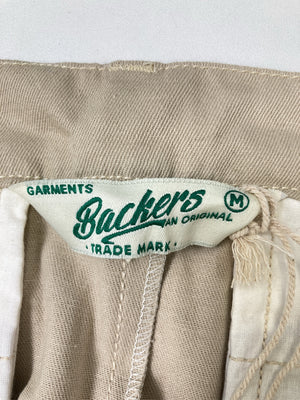 GARMENTS
Backers
AN ORIGINAL
M
· TRADE MARK ·